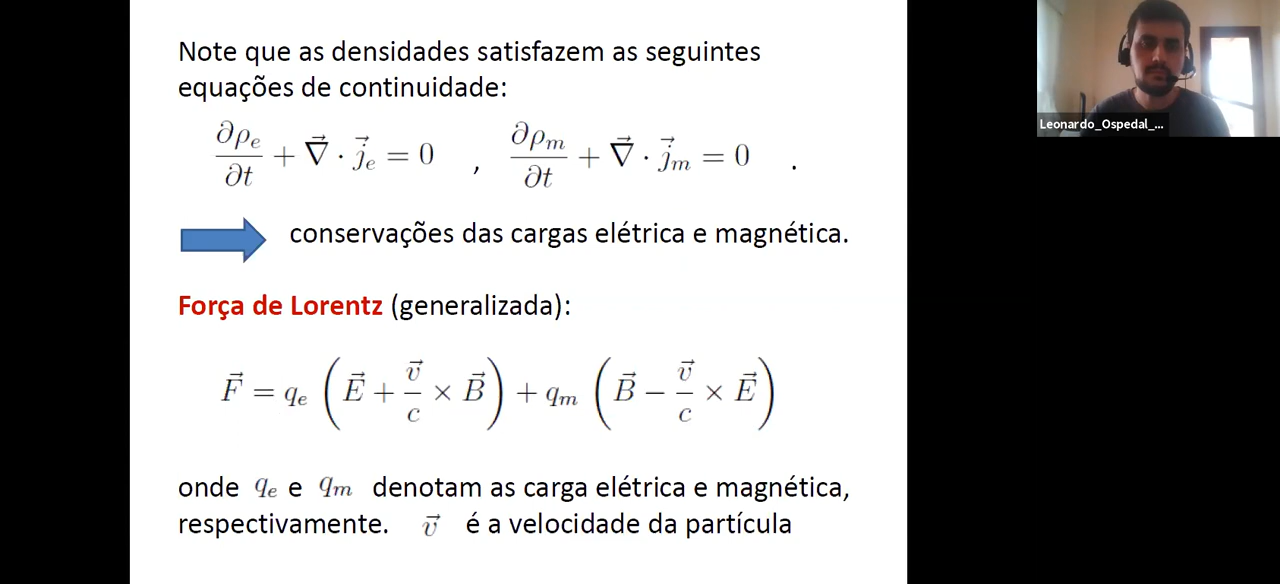 Note que as densidades satisfazem as seguintes
equações de continuidade:
∂ρ_e/∂t + ∇⃗ · j⃗_e = 0 , ∂ρ_m/∂t + ∇⃗ · j⃗_m = 0 .
conservações das cargas elétrica e magnética.
Força de Lorentz (generalizada):
F⃗ = q_e (E⃗ + v⃗/c × B⃗) + q_m (B⃗ − v⃗/c × E⃗)
onde q_e e q_m denotam as carga elétrica e magnética,
respectivamente. v⃗ é a velocidade da partícula
Leonardo_Ospedal_...